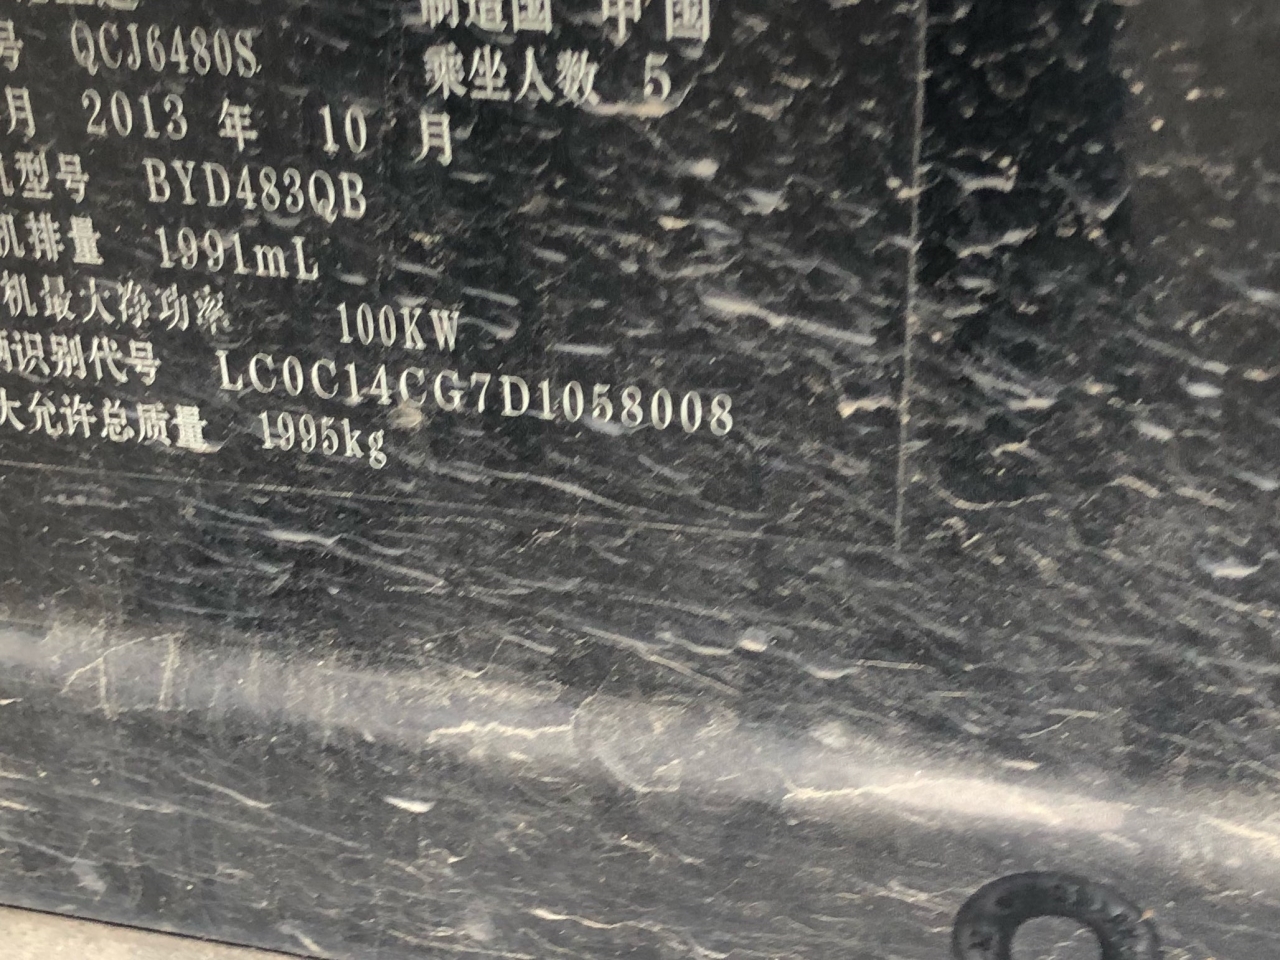 制造国 中国
号 QCJ6480S
乘坐人数 5
月 2013 年 10 月
机型号 BYD483QB
机排量 1991mL
机最大净功率 100KW
辆识别代号 LC0C14CG7D1058008
大允许总质量 1995kg